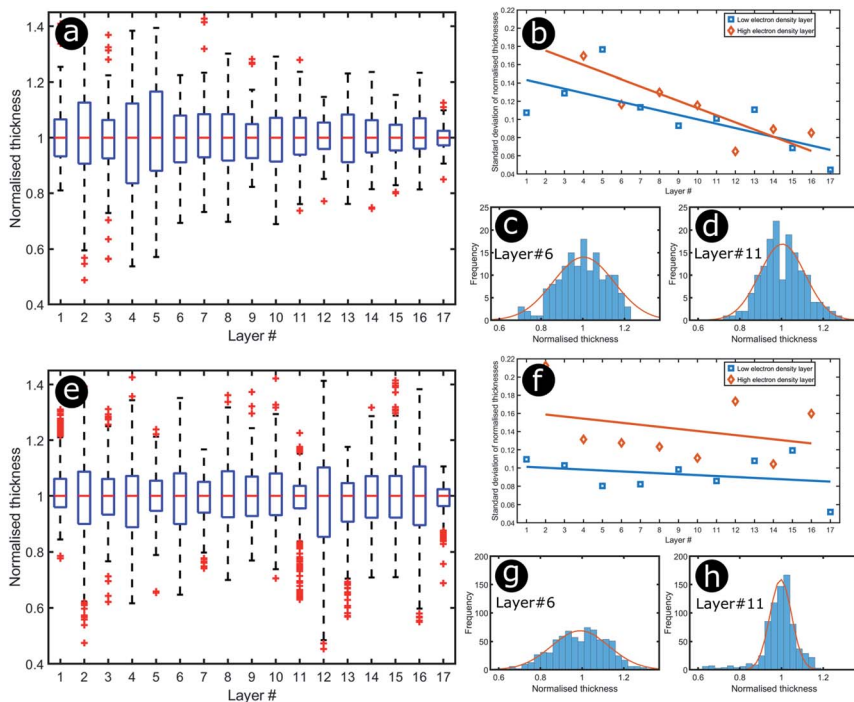 a
Normalised thickness
1.4
1.2
1
0.8
0.6
0.4
1 2 3 4 5 6 7 8 9 10 11 12 13 14 15 16 17
Layer #
b
Standard deviation of normalised thicknesses
0.22
0.2
0.18
0.16
0.14
0.12
0.1
0.08
0.06
0.04
Low electron density layer
High electron density layer
1 2 3 4 5 6 7 8 9 10 11 12 13 14 15 16 17
Layer #
c
Layer#6
Frequency
25
20
15
10
5
0
0.6 0.8 1 1.2
Normalised thickness
d
Layer#11
25
20
15
10
5
0
0.6 0.8 1 1.2
Normalised thickness
e
Normalised thickness
1.4
1.2
1
0.8
0.6
0.4
1 2 3 4 5 6 7 8 9 10 11 12 13 14 15 16 17
Layer #
f
Standard deviation of normalised thicknesses
0.22
0.2
0.18
0.16
0.14
0.12
0.1
0.08
0.06
0.04
Low electron density layer
High electron density layer
1 2 3 4 5 6 7 8 9 10 11 12 13 14 15 16 17
Layer #
g
Layer#6
Frequency
200
150
100
50
0
0.6 0.8 1 1.2
Normalised thickness
h
Layer#11
200
150
100
50
0
0.6 0.8 1 1.2
Normalised thickness